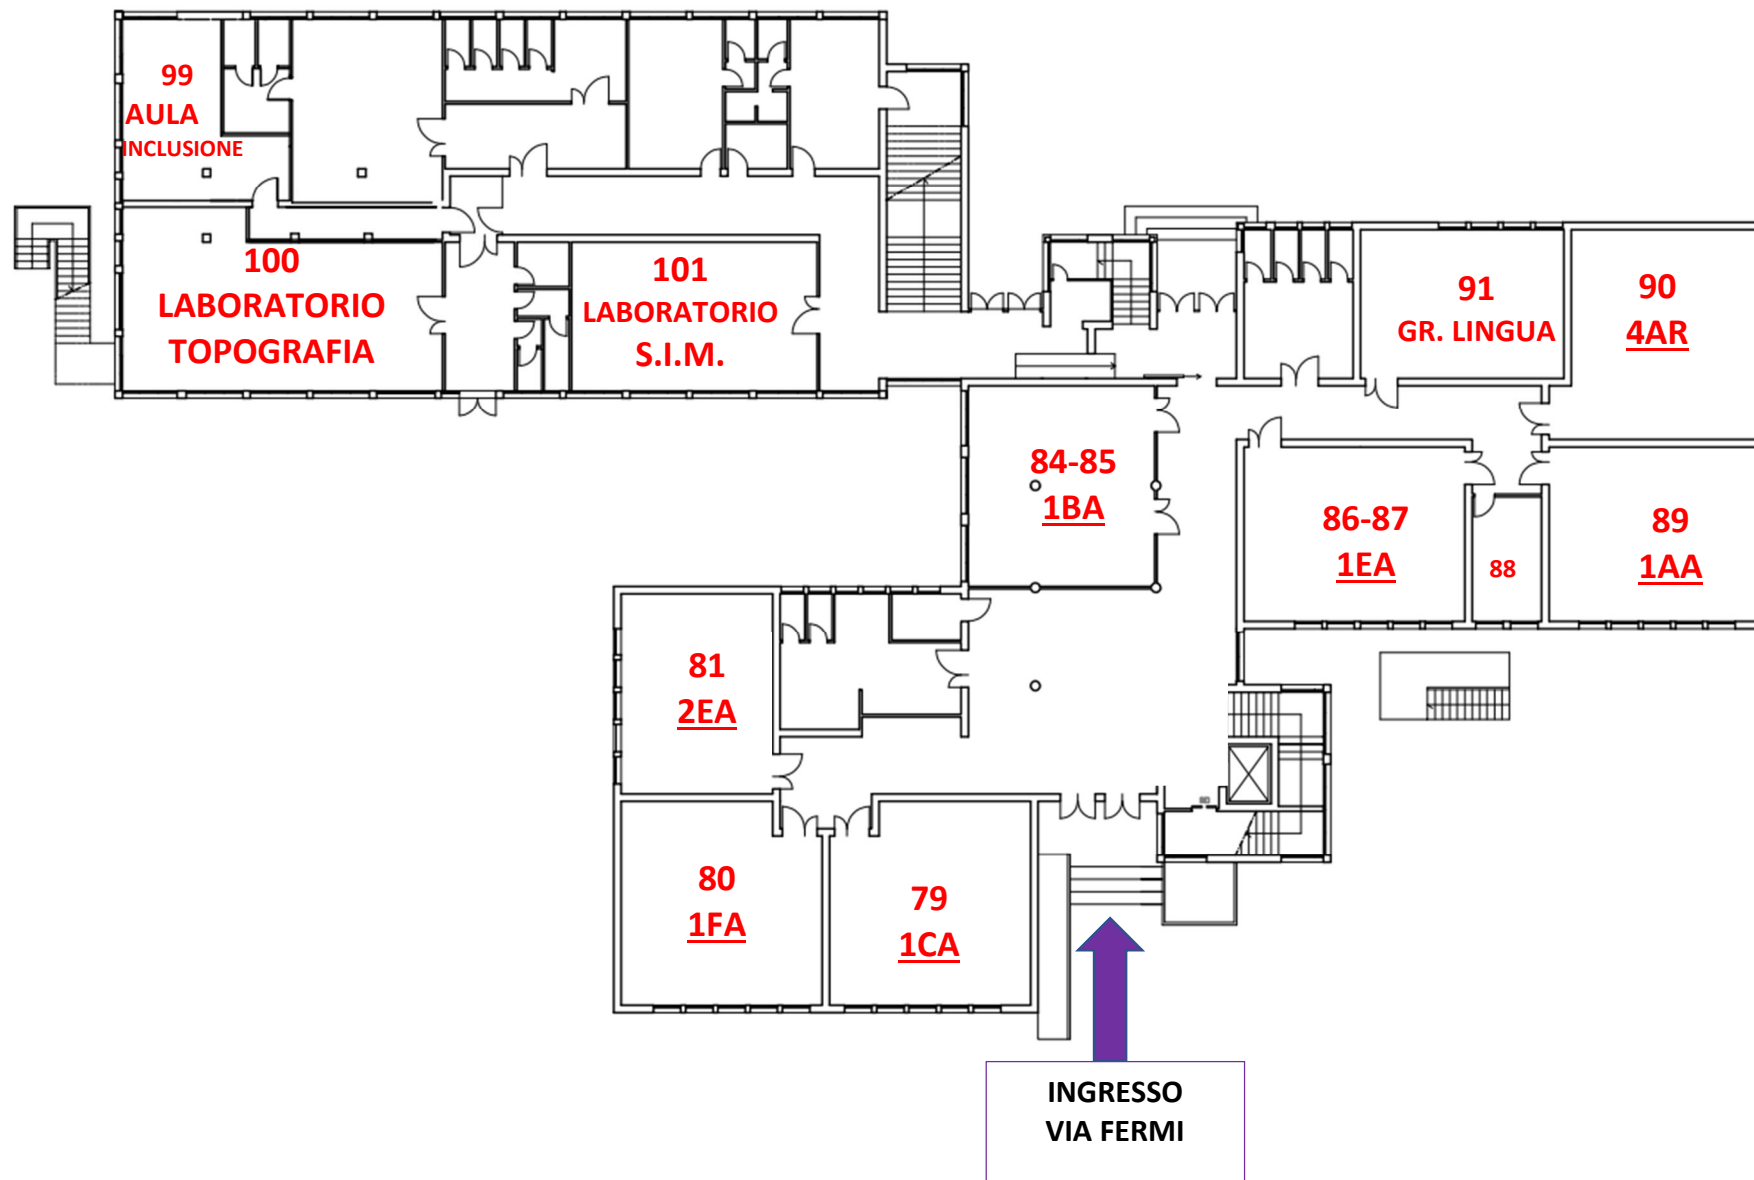 99
AULA
INCLUSIONE
100
LABORATORIO
TOPOGRAFIA
101
LABORATORIO
S.I.M.
91
GR. LINGUA
90
4AR
84-85
1BA
86-87
1EA
88
89
1AA
81
2EA
80
1FA
79
1CA
INGRESSO
VIA FERMI